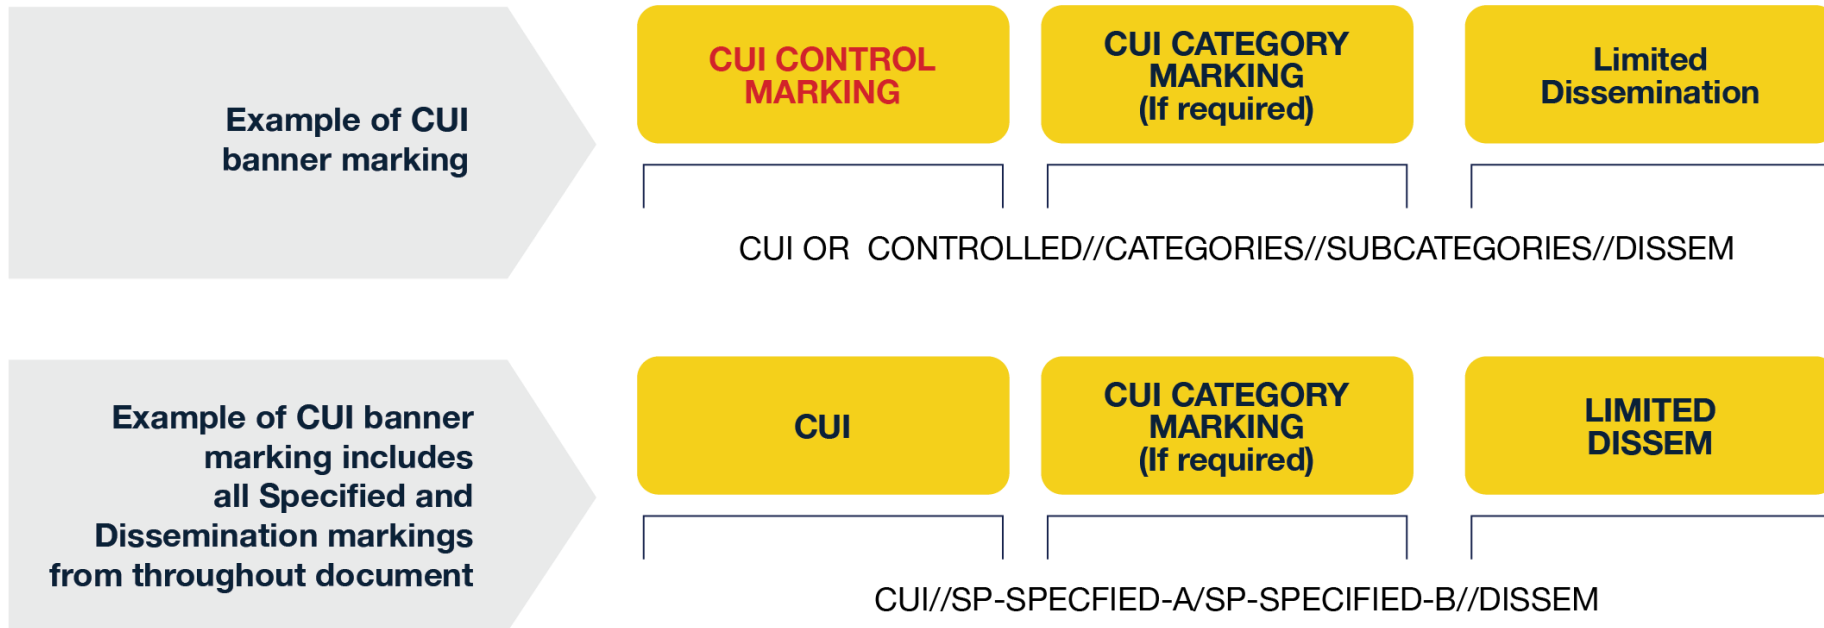 Example of CUI
banner marking
CUI CONTROL
MARKING
CUI CATEGORY
MARKING
(If required)
Limited
Dissemination
CUI OR  CONTROLLED//CATEGORIES//SUBCATEGORIES//DISSEM
Example of CUI banner
marking includes
all Specified and
Dissemination markings
from throughout document
CUI
CUI CATEGORY
MARKING
(If required)
LIMITED
DISSEM
CUI//SP-SPECFIED-A/SP-SPECIFIED-B//DISSEM